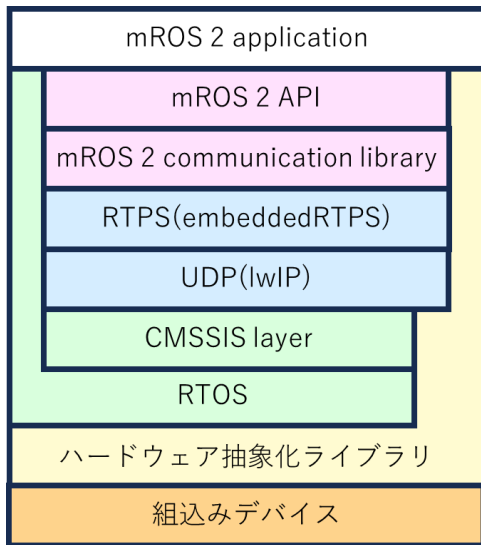 mROS 2 application
mROS 2 API
mROS 2 communication library
RTPS(embeddedRTPS)
UDP(lwIP)
CMSSIS layer
RTOS
ハードウェア抽象化ライブラリ
組込みデバイス